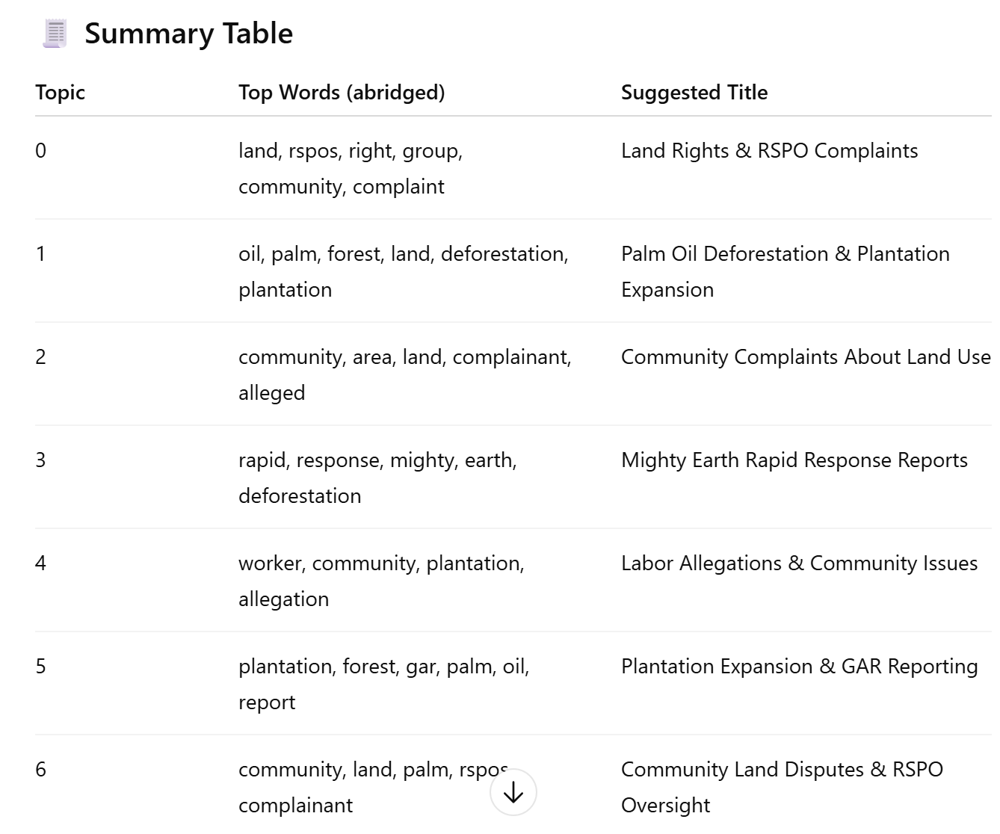 Summary Table
Topic Top Words (abridged) Suggested Title
0 land, rspos, right, group, Land Rights & RSPO Complaints
community, complaint
1 oil, palm, forest, land, deforestation, Palm Oil Deforestation & Plantation
plantation Expansion
2 community, area, land, complainant, Community Complaints About Land Use
alleged
3 rapid, response, mighty, earth, Mighty Earth Rapid Response Reports
deforestation
4 worker, community, plantation, Labor Allegations & Community Issues
allegation
5 plantation, forest, gar, palm, oil, Plantation Expansion & GAR Reporting
report
6 community, land, palm, rspos Community Land Disputes & RSPO
complainant Oversight